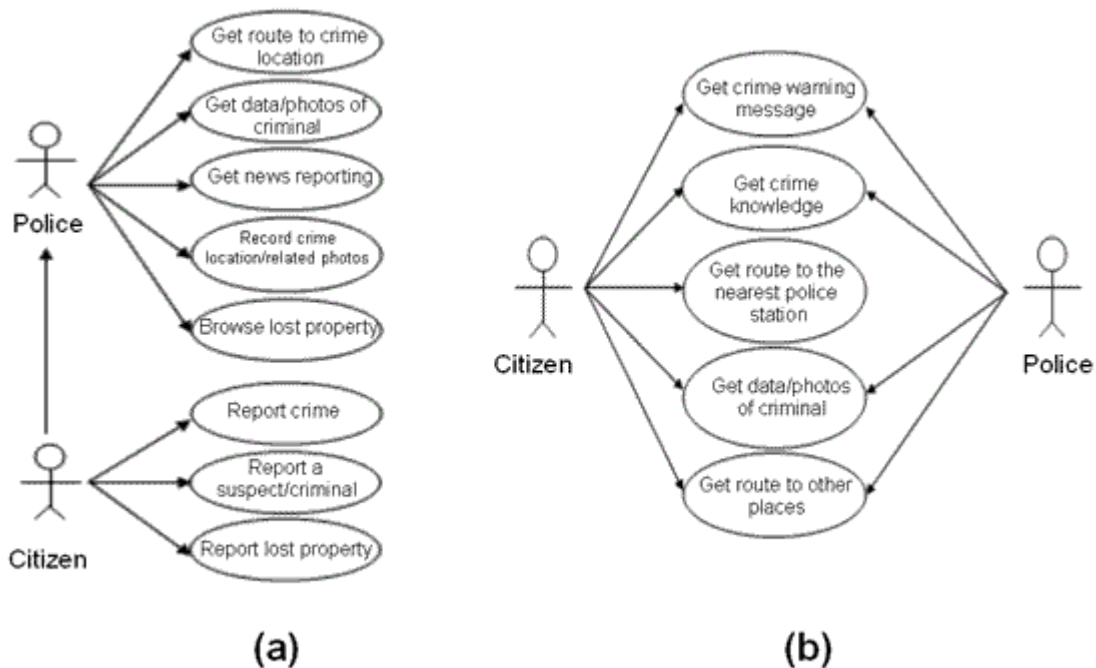 Get route to crime
location
Get data/photos of
criminal
Get news reporting
Record crime
location/related photos
Browse lost property
Police
Report crime
Report a
suspect/criminal
Report lost property
Citizen
(a)
Get crime warning
message
Get crime
knowledge
Get route to the
nearest police
station
Get data/photos
of criminal
Get route to other
places
Citizen
Police
(b)